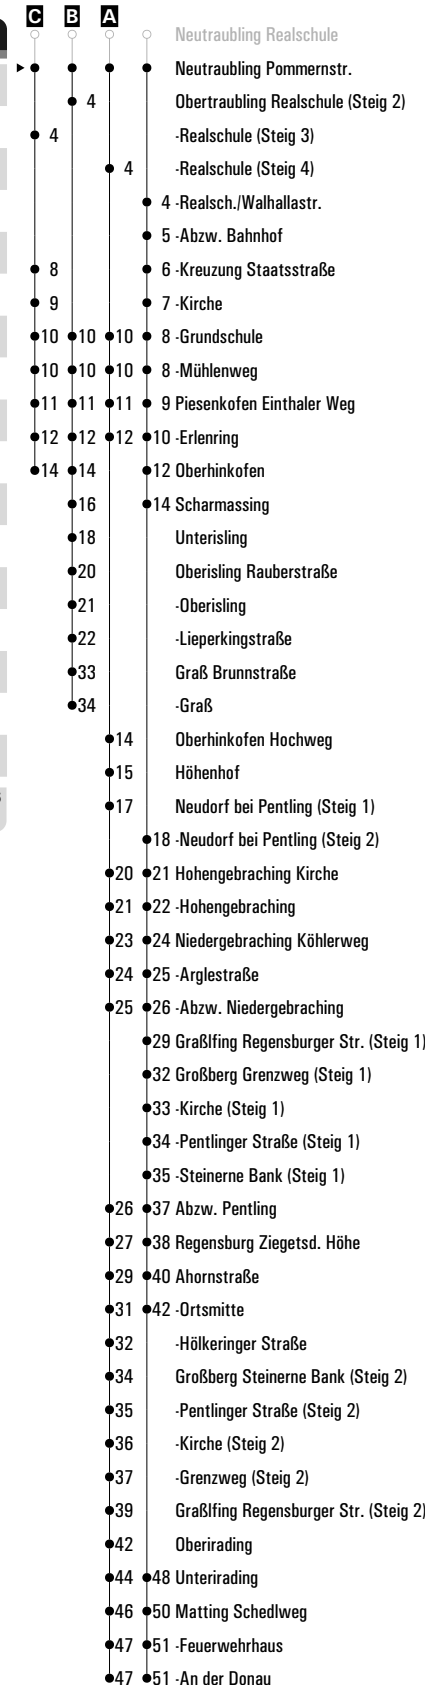 C B A
Neutraubling Realschule
Neutraubling Pommernstr.
4 Obertraubling Realschule (Steig 2)
4 -Realschule (Steig 3)
4 -Realschule (Steig 4)
4 -Realsch./Walhallastr.
5 -Abzw. Bahnhof
8 6 -Kreuzung Staatsstraße
9 7 -Kirche
10 10 10 8 -Grundschule
10 10 10 8 -Mühlenweg
11 11 11 9 Piesenkofen Einthaler Weg
12 12 12 10 -Erlenring
14 14 12 Oberhinkofen
16 14 Scharmassing
18 Unterisling
20 Oberisling Rauberstraße
21 -Oberisling
22 -Lieperkingstraße
33 Graß Brunnstraße
34 -Graß
14 Oberhinkofen Hochweg
15 Höhenhof
17 Neudorf bei Pentling (Steig 1)
18 -Neudorf bei Pentling (Steig 2)
20 21 Hohengebraching Kirche
21 22 -Hohengebraching
23 24 Niedergebraching Köhlerweg
24 25 -Arglestraße
25 26 -Abzw. Niedergebraching
29 Graßlfing Regensburger Str. (Steig 1)
32 Großberg Grenzweg (Steig 1)
33 -Kirche (Steig 1)
34 -Pentlinger Straße (Steig 1)
35 -Steinerne Bank (Steig 1)
26 37 Abzw. Pentling
27 38 Regensburg Ziegetsd. Höhe
29 40 Ahornstraße
31 42 -Ortsmitte
32 -Hölkeringer Straße
34 Großberg Steinerne Bank (Steig 2)
35 -Pentlinger Straße (Steig 2)
36 -Kirche (Steig 2)
37 -Grenzweg (Steig 2)
39 Graßlfing Regensburger Str. (Steig 2)
42 Oberirading
44 48 Unterirading
46 50 Matting Schedlweg
47 51 -Feuerwehrhaus
47 51 -An der Donau